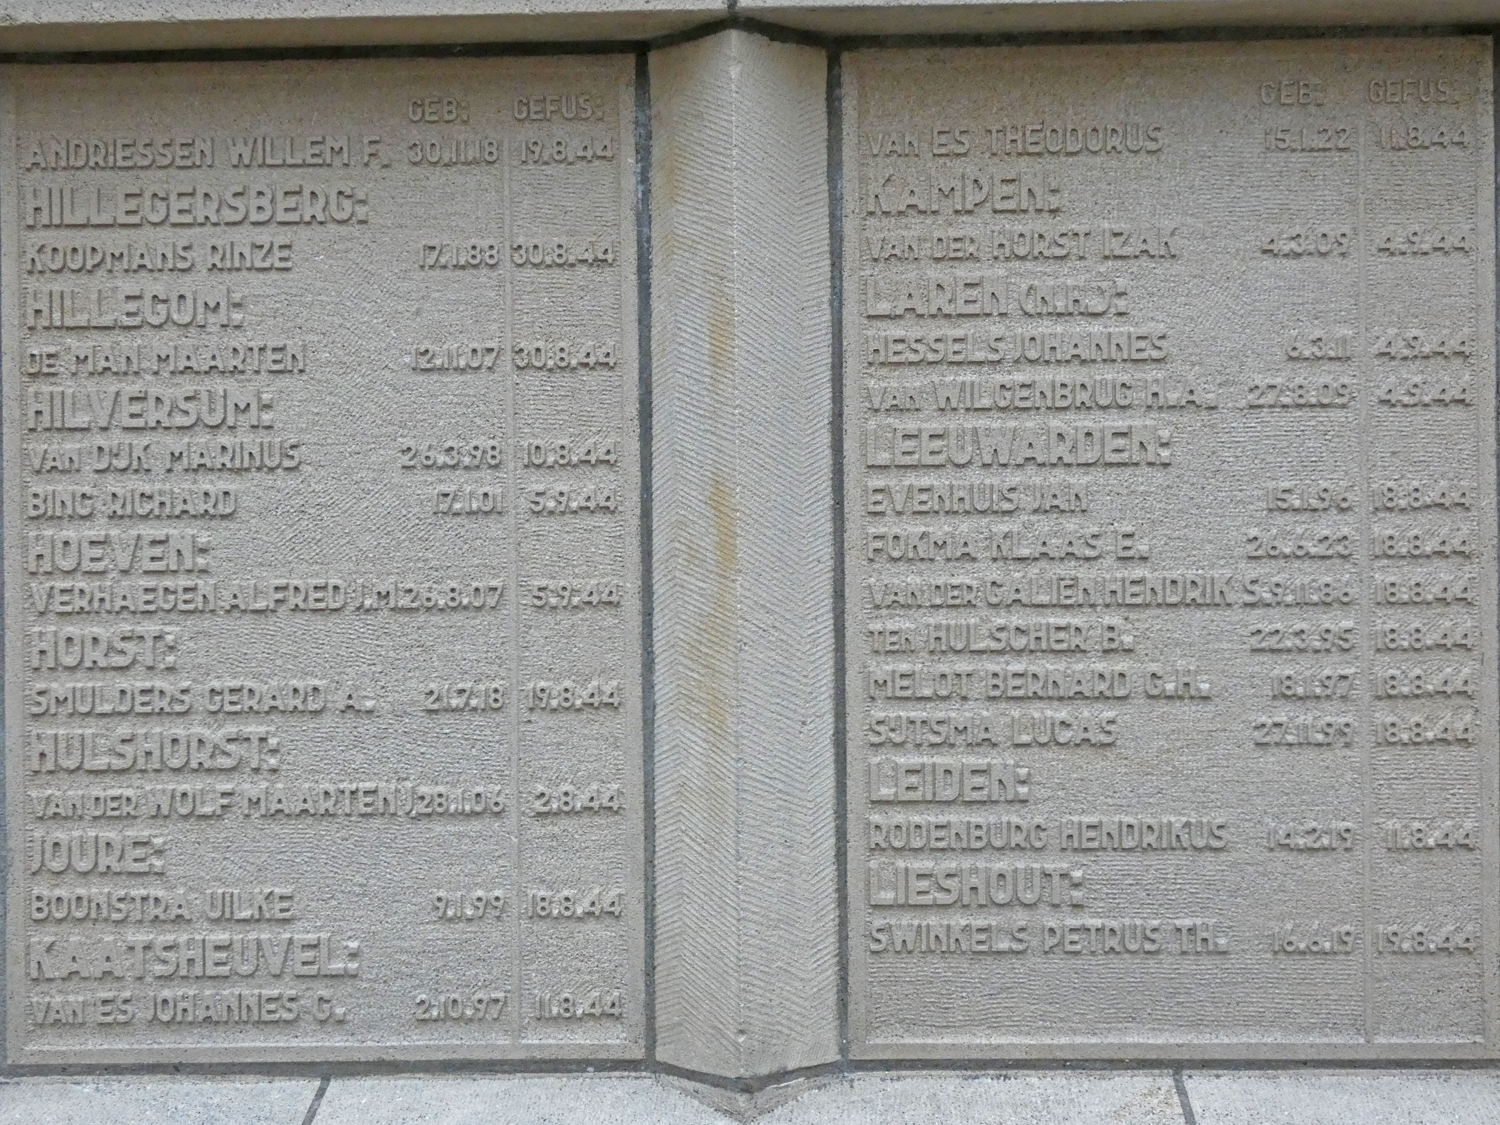 GEB: GEFUS:
ANDRIESSEN WILLEM F. 30.11.18 19.8.44
HILLEGERSBERG:
KOOPMANS RINZE 17.1.88 30.8.44
HILLEGOM:
DE MAN MAARTEN 12.11.07 30.8.44
HILVERSUM:
VAN DIJK MARINUS 26.3.98 10.8.44
BING RICHARD 17.1.01 5.9.44
HOEVEN:
VERHAEGEN ALFRED J.M. 26.8.07 5.9.44
HORST:
SMULDERS GERARD A. 21.7.18 19.8.44
HULSHORST:
VAN DER WOLF MAARTEN J. 28.1.06 2.8.44
JOURE:
BOONSTRA UILKE 9.1.99 18.8.44
KAATSHEUVEL:
VAN ES JOHANNES G. 2.10.97 11.8.44
GEB: GEFUS:
VAN ES THEODORUS 15.1.22 11.8.44
KAMPEN:
VAN DER HORST IZAK 4.3.09 4.9.44
LAREN (N.H.):
HESSELS JOHANNES 6.3.11 4.9.44
VAN WILGENBRUG H.A. 27.8.09 4.9.44
LEEUWARDEN:
EVENHUIS JAN 15.1.96 18.8.44
FOKMA KLAAS E. 26.6.23 18.8.44
VAN DER GALIËN HENDRIK S. 9.11.86 18.8.44
TEN HULSCHER B. 22.3.95 18.8.44
MELOT BERNARD G.H. 18.1.97 18.8.44
SIJTSMA LUCAS 27.11.99 18.8.44
LEIDEN:
RODENBURG HENDRIKUS 14.2.19 11.8.44
LIESHOUT:
SWINKELS PETRUS TH. 16.6.19 19.8.44